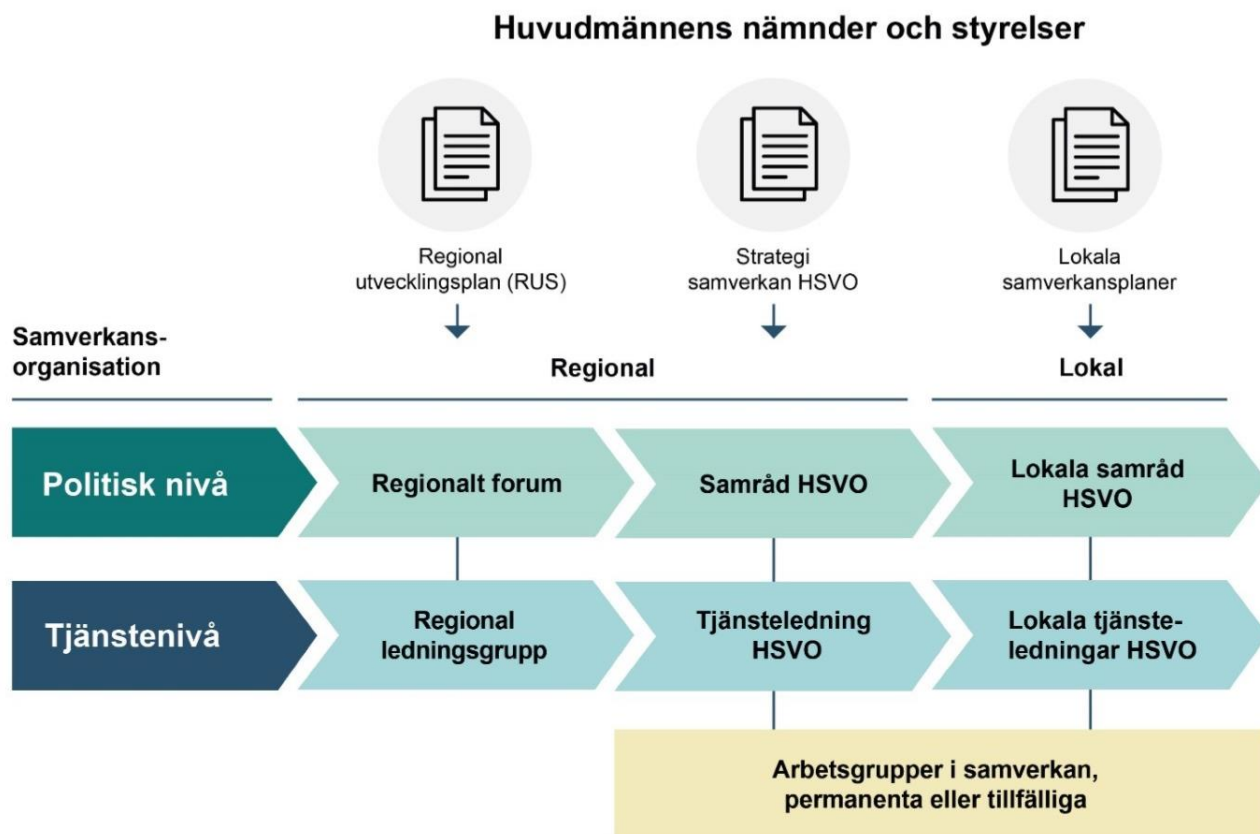 Huvudmännens nämnder och styrelser
Regional
utvecklingsplan (RUS)
Strategi
samverkan HSVO
Lokala
samverkansplaner
Samverkans-
organisation
Regional
Lokal
Politisk nivå
Regionalt forum
Samråd HSVO
Lokala samråd
HSVO
Tjänstenivå
Regional
ledningsgrupp
Tjänsteledning
HSVO
Lokala tjänste-
ledningar HSVO
Arbetsgrupper i samverkan,
permanenta eller tillfälliga